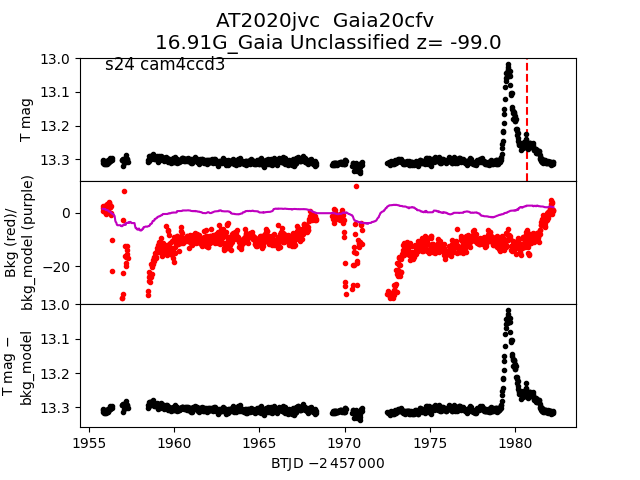 AT2020jvc  Gaia20cfv
16.91G_Gaia Unclassified z= -99.0
s24 cam4ccd3
13.0
13.1
13.2
13.3
T mag
0
−20
Bkg (red)/
bkg_model (purple)
13.0
13.1
13.2
13.3
T mag −
bkg_model
1955 1960 1965 1970 1975 1980
BTJD −2 457 000